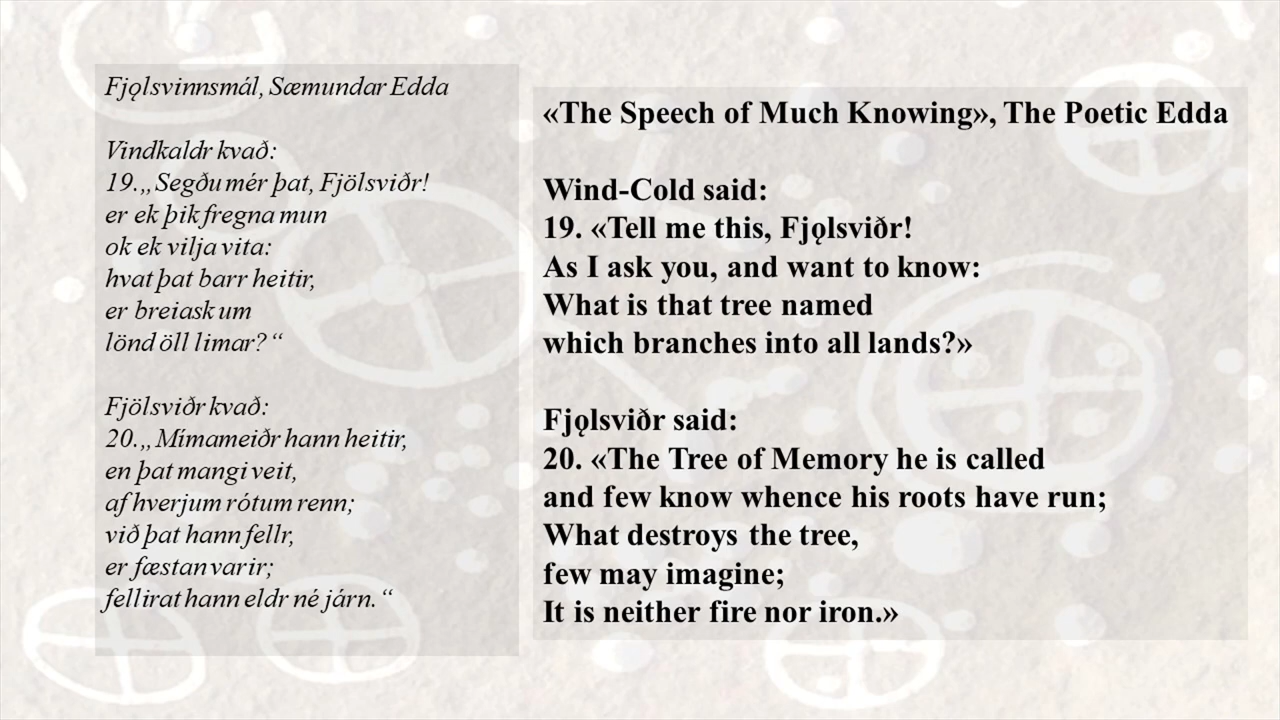 Fjǫlsvinnsmál, Sæmundar Edda
Vindkaldr kvað:
19.„Segðu mér þat, Fjölsviðr!
er ek þik fregna mun
ok ek vilja vita:
hvat þat barr heitir,
er breiask um
lönd öll limar?“
Fjölsviðr kvað:
20.„Mímameiðr hann heitir,
en þat mangi veit,
af hverjum rótum renn;
við þat hann fellr,
er fæstan varir;
fellirat hann eldr né járn.“
«The Speech of Much Knowing», The Poetic Edda
Wind-Cold said:
19. «Tell me this, Fjǫlsviðr!
As I ask you, and want to know:
What is that tree named
which branches into all lands?»
Fjǫlsviðr said:
20. «The Tree of Memory he is called
and few know whence his roots have run;
What destroys the tree,
few may imagine;
It is neither fire nor iron.»